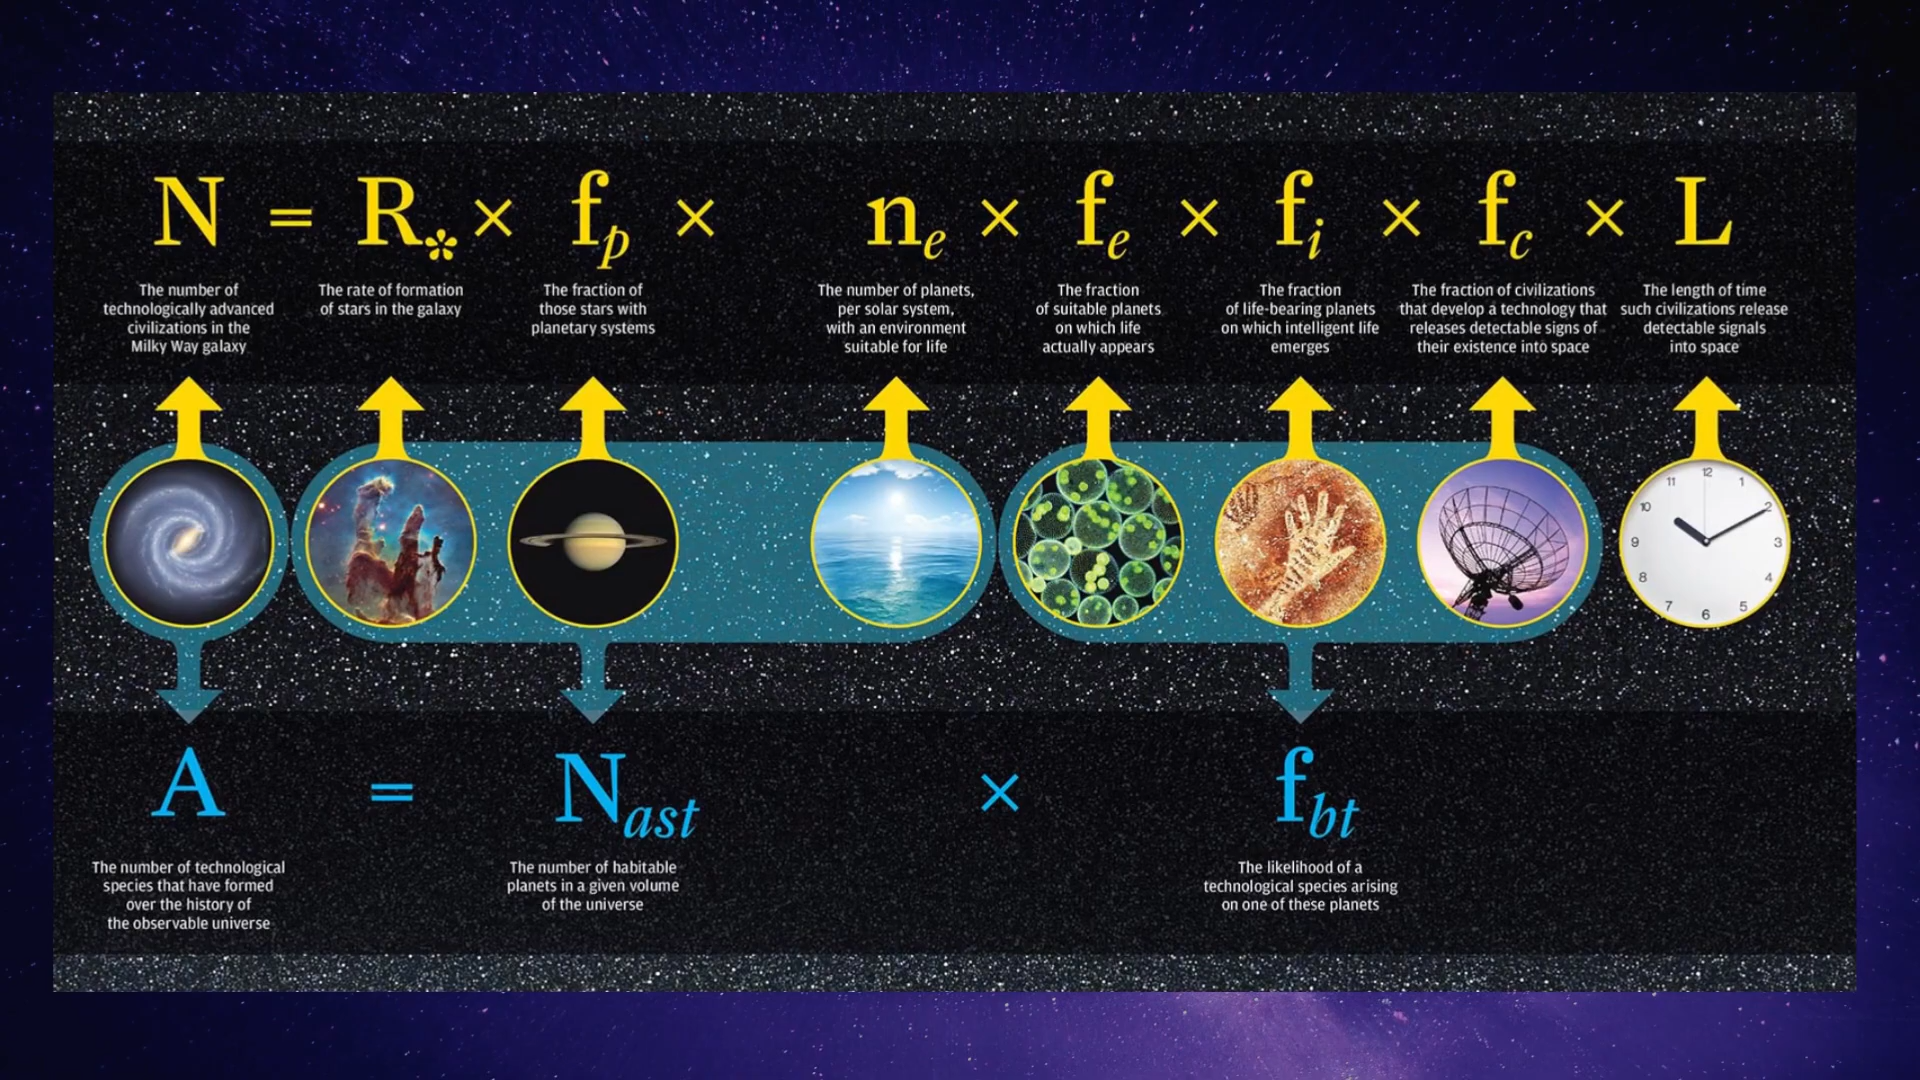 N = R* × fp × ne × fe × fi × fc × L
The number of
technologically advanced
civilizations in the
Milky Way galaxy
The rate of formation
of stars in the galaxy
The fraction of
those stars with
planetary systems
The number of planets,
per solar system,
with an environment
suitable for life
The fraction
of suitable planets
on which life
actually appears
The fraction
of life-bearing planets
on which intelligent life
emerges
The fraction of civilizations
that develop a technology that
releases detectable signs of
their existence into space
The length of time
such civilizations release
detectable signals
into space
12
1
2
3
4
5
6
7
8
9
10
11
A = Nast × fbt
The number of technological
species that have formed
over the history of
the observable universe
The number of habitable
planets in a given volume
of the universe
The likelihood of a
technological species arising
on one of these planets